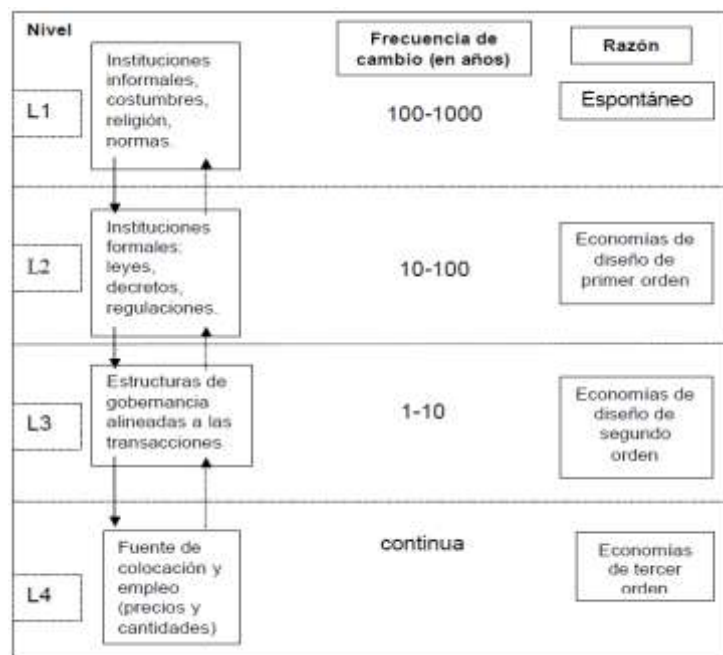 Nivel
Frecuencia de
cambio (en años)
Razón
L1
Instituciones
informales,
costumbres,
religión,
normas.
100-1000
Espontáneo
L2
Instituciones
formales:
leyes,
decretos,
regulaciones.
10-100
Economías de
diseño de
primer orden
L3
Estructuras de
gobernancia
alineadas a las
transacciones
1-10
Economías de
diseño de
segundo
orden
L4
Fuente de
colocación y
empleo
(precios y
cantidades)
continua
Economías
de tercer
orden